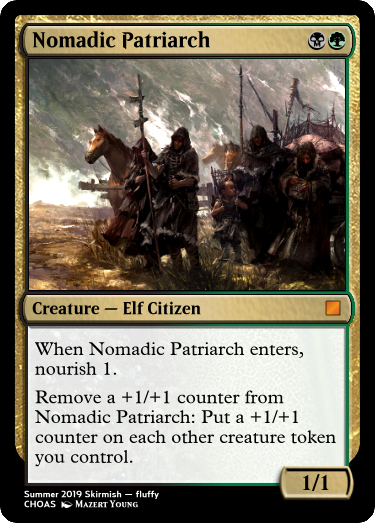 Nomadic Patriarch
Creature — Elf Citizen
When Nomadic Patriarch enters,
nourish 1.
Remove a +1/+1 counter from
Nomadic Patriarch: Put a +1/+1
counter on each other creature token
you control.
1/1
Summer 2019 Skirmish — fluffy
CHOAS Mazert Young